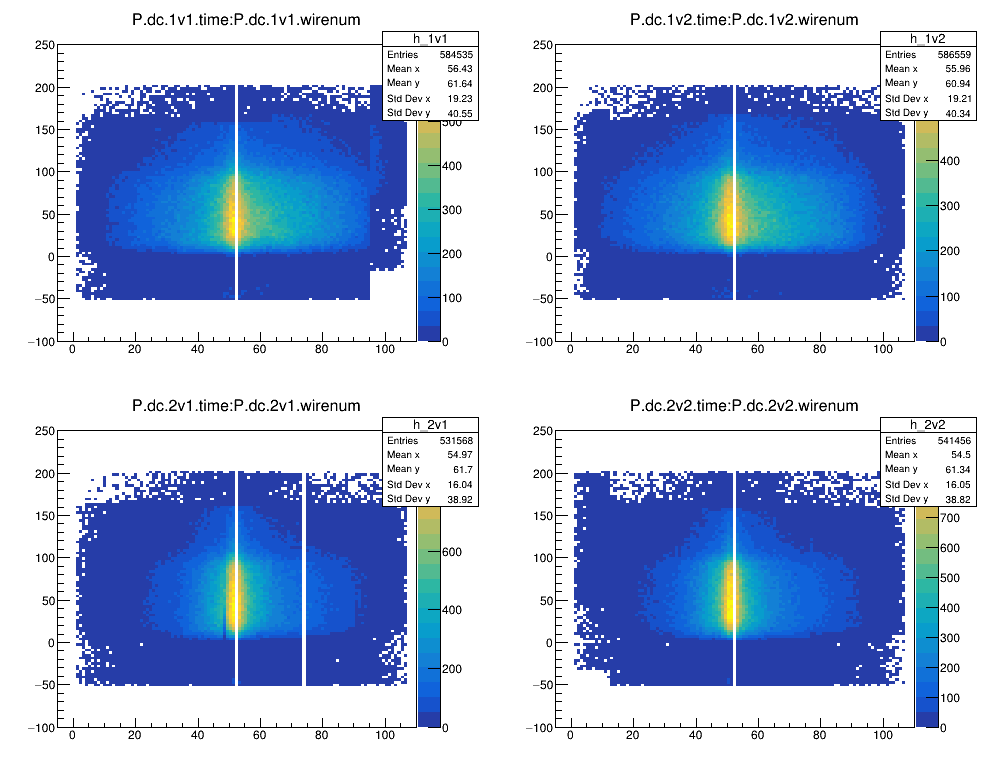 P.dc.1v1.time:P.dc.1v1.wirenum
h_1v1
Entries 584535
Mean x 56.43
Mean y 61.64
Std Dev x 19.23
Std Dev y 40.55
250
200
150
100
50
0
−50
−100
0 20 40 60 80 100
500
400
300
200
100
0
P.dc.1v2.time:P.dc.1v2.wirenum
h_1v2
Entries 586559
Mean x 55.96
Mean y 60.94
Std Dev x 19.21
Std Dev y 40.34
250
200
150
100
50
0
−50
−100
0 20 40 60 80 100
400
300
200
100
0
P.dc.2v1.time:P.dc.2v1.wirenum
h_2v1
Entries 531568
Mean x 54.97
Mean y 61.7
Std Dev x 16.04
Std Dev y 38.92
250
200
150
100
50
0
−50
−100
0 20 40 60 80 100
600
400
200
0
P.dc.2v2.time:P.dc.2v2.wirenum
h_2v2
Entries 541456
Mean x 54.5
Mean y 61.34
Std Dev x 16.05
Std Dev y 38.82
250
200
150
100
50
0
−50
−100
0 20 40 60 80 100
700
600
500
400
300
200
100
0